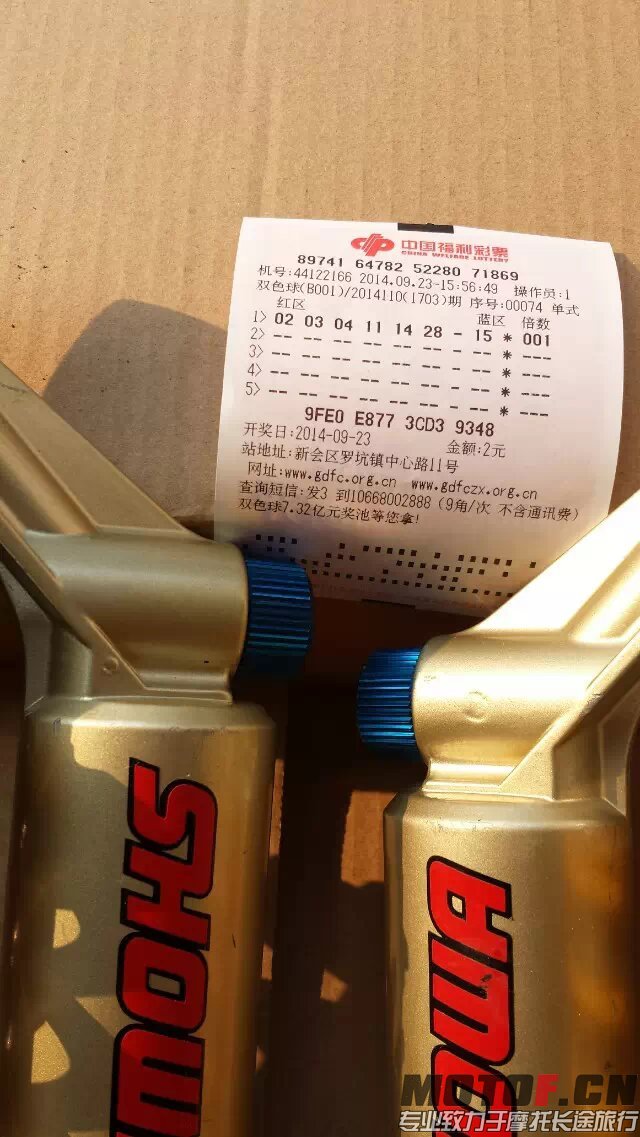 中国福利彩票
CHINA WELFARE LOTTERY
89741 64782 52280 71869
机号:44122166 2014.09.23-15:56:49 操作员:1
双色球(B001)/2014110(1703)期 序号:00074 单式
红区 蓝区 倍数
1> 02 03 04 11 14 28 - 15 * 001
2> -- -- -- -- -- -- - -- * ---
3> -- -- -- -- -- -- - -- * ---
4> -- -- -- -- -- -- - -- * ---
5> -- -- -- -- -- -- - -- * ---
9FE0 E877 3CD3 9348
开奖日:2014-09-23 金额:2元
站地址:新会区罗坑镇中心路11号
网址:www.gdfc.org.cn www.gdfczx.org.cn
查询短信:发3 到10668002888 (9角/次 不含通讯费)
双色球7.32亿元奖池等您拿!
SHOW
MOTOF.CN
专业致力于摩托长途旅行